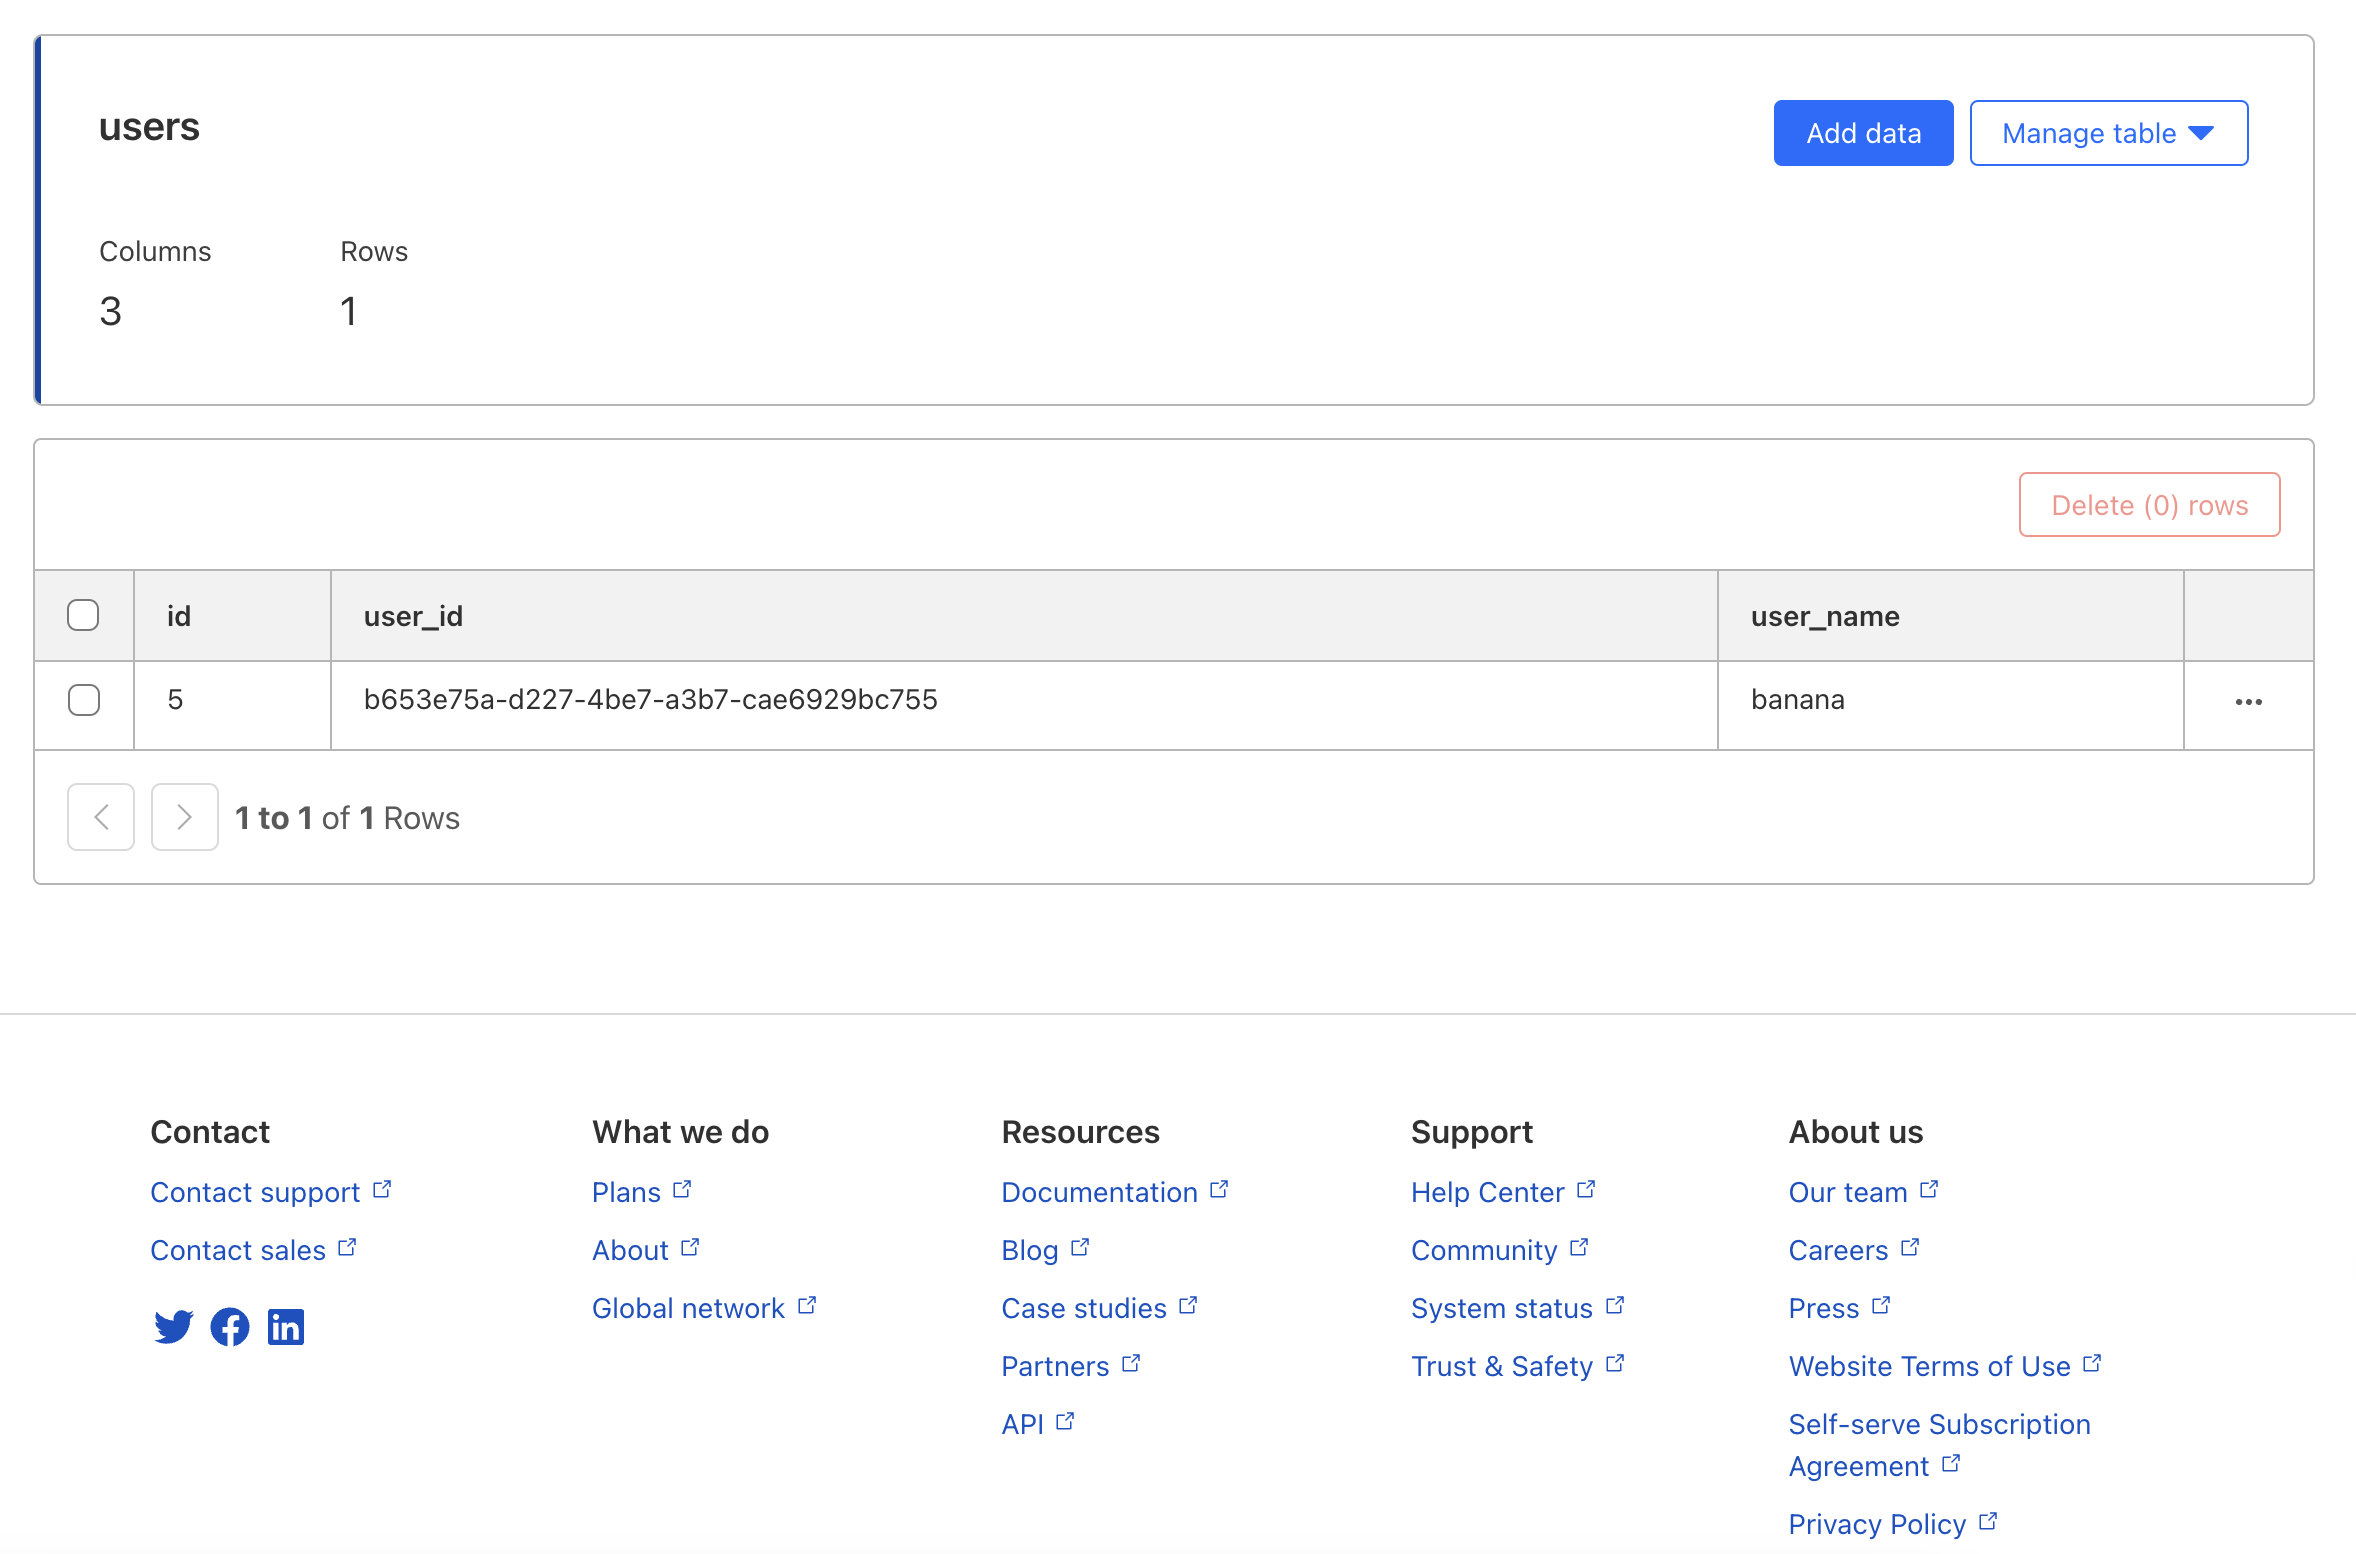 users
Add data
Manage table
Columns Rows
3 1
Delete (0) rows
id user_id user_name
5 b653e75a-d227-4be7-a3b7-cae6929bc755 banana
1 to 1 of 1 Rows
Contact
Contact support
Contact sales
What we do
Plans
About
Global network
Resources
Documentation
Blog
Case studies
Partners
API
Support
Help Center
Community
System status
Trust & Safety
About us
Our team
Careers
Press
Website Terms of Use
Self-serve Subscription
Agreement
Privacy Policy